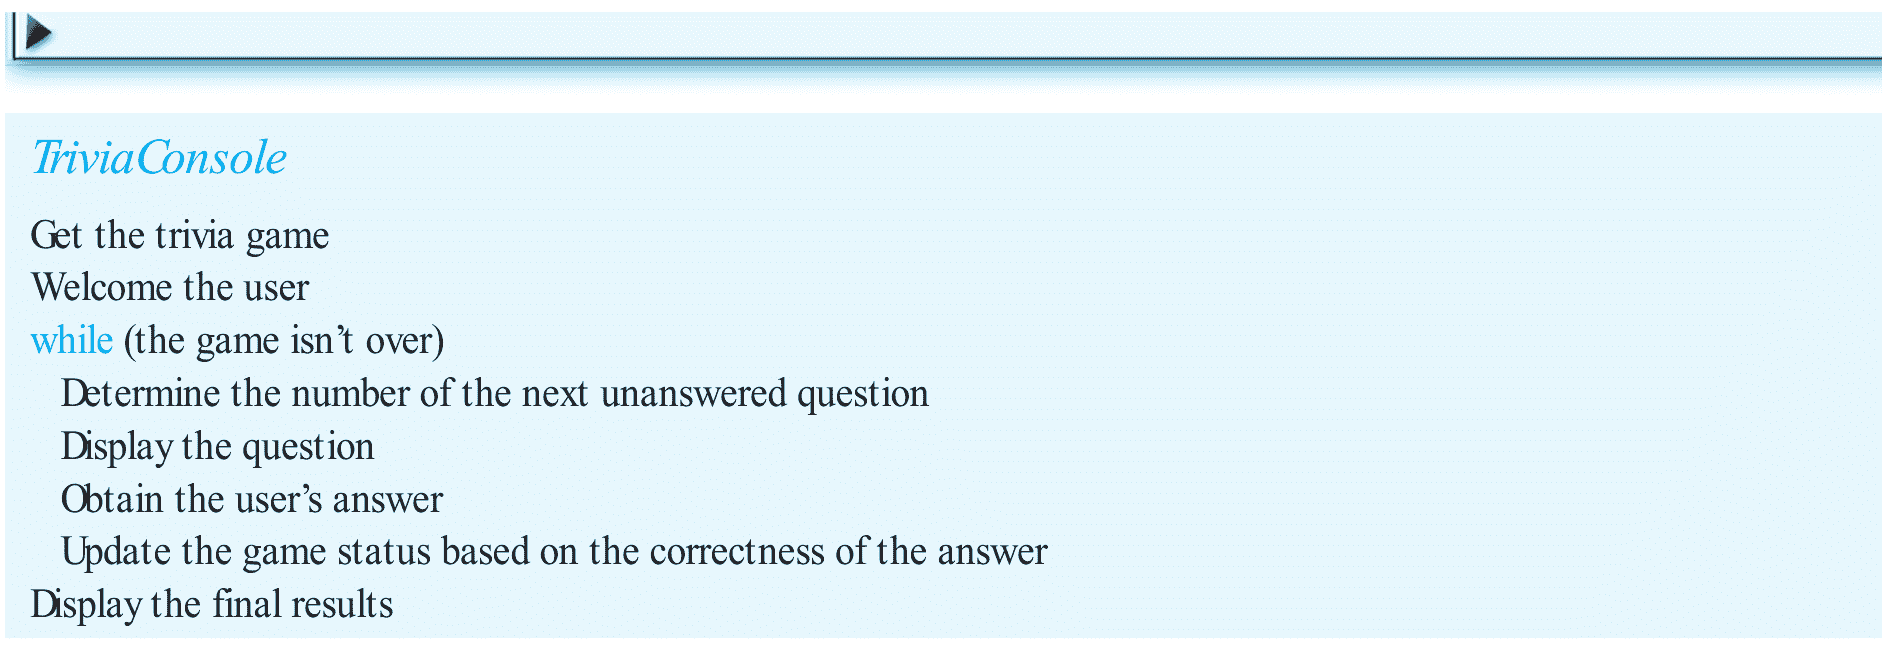 TriviaConsole
Get the trivia game
Welcome the user
while (the game isn’t over)
Determine the number of the next unanswered question
Display the question
Obtain the user’s answer
Update the game status based on the correctness of the answer
Display the final results